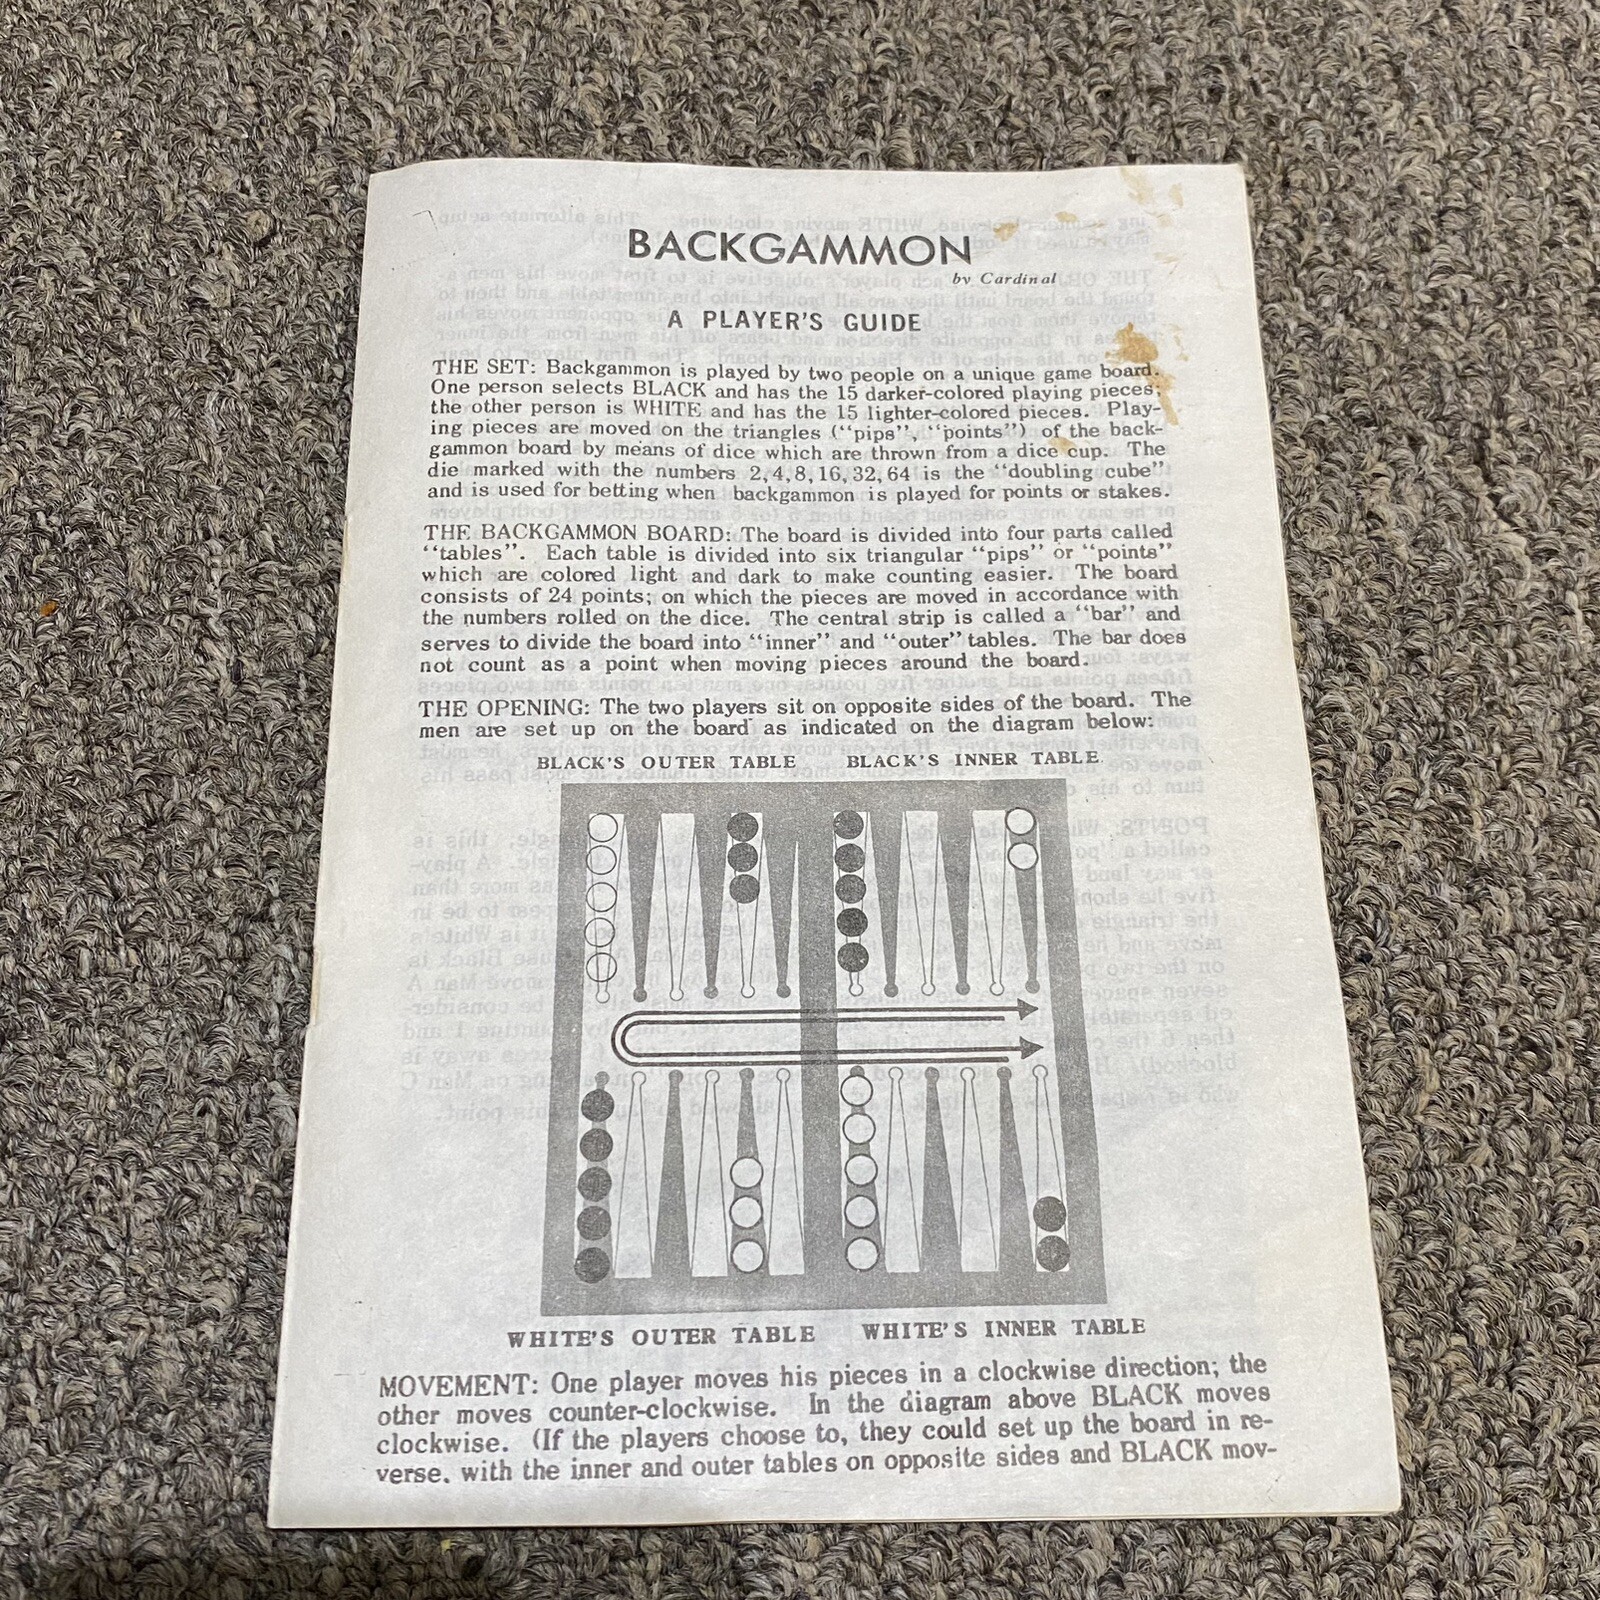 BACKGAMMON
by Cardinal
A PLAYER'S GUIDE
THE SET: Backgammon is played by two people on a unique game board.
One person selects BLACK and has the 15 darker-colored playing pieces;
the other person is WHITE and has the 15 lighter-colored pieces. Play-
ing pieces are moved on the triangles ("pips", "points") of the back-
gammon board by means of dice which are thrown from a dice cup. The
die marked with the numbers 2,4,8,16,32,64 is the "doubling cube"
and is used for betting when backgammon is played for points or stakes.
THE BACKGAMMON BOARD: The board is divided into four parts called
"tables". Each table is divided into six triangular "pips" or "points"
which are colored light and dark to make counting easier. The board
consists of 24 points; on which the pieces are moved in accordance with
the numbers rolled on the dice. The central strip is called a "bar" and
serves to divide the board into "inner" and "outer" tables. The bar does
not count as a point when moving pieces around the board.
THE OPENING: The two players sit on opposite sides of the board. The
men are set up on the board as indicated on the diagram below:
BLACK'S OUTER TABLE BLACK'S INNER TABLE
WHITE'S OUTER TABLE WHITE'S INNER TABLE
MOVEMENT: One player moves his pieces in a clockwise direction; the
other moves counter-clockwise. In the diagram above BLACK moves
clockwise. (If the players choose to, they could set up the board in re-
verse, with the inner and outer tables on opposite sides and BLACK mov-